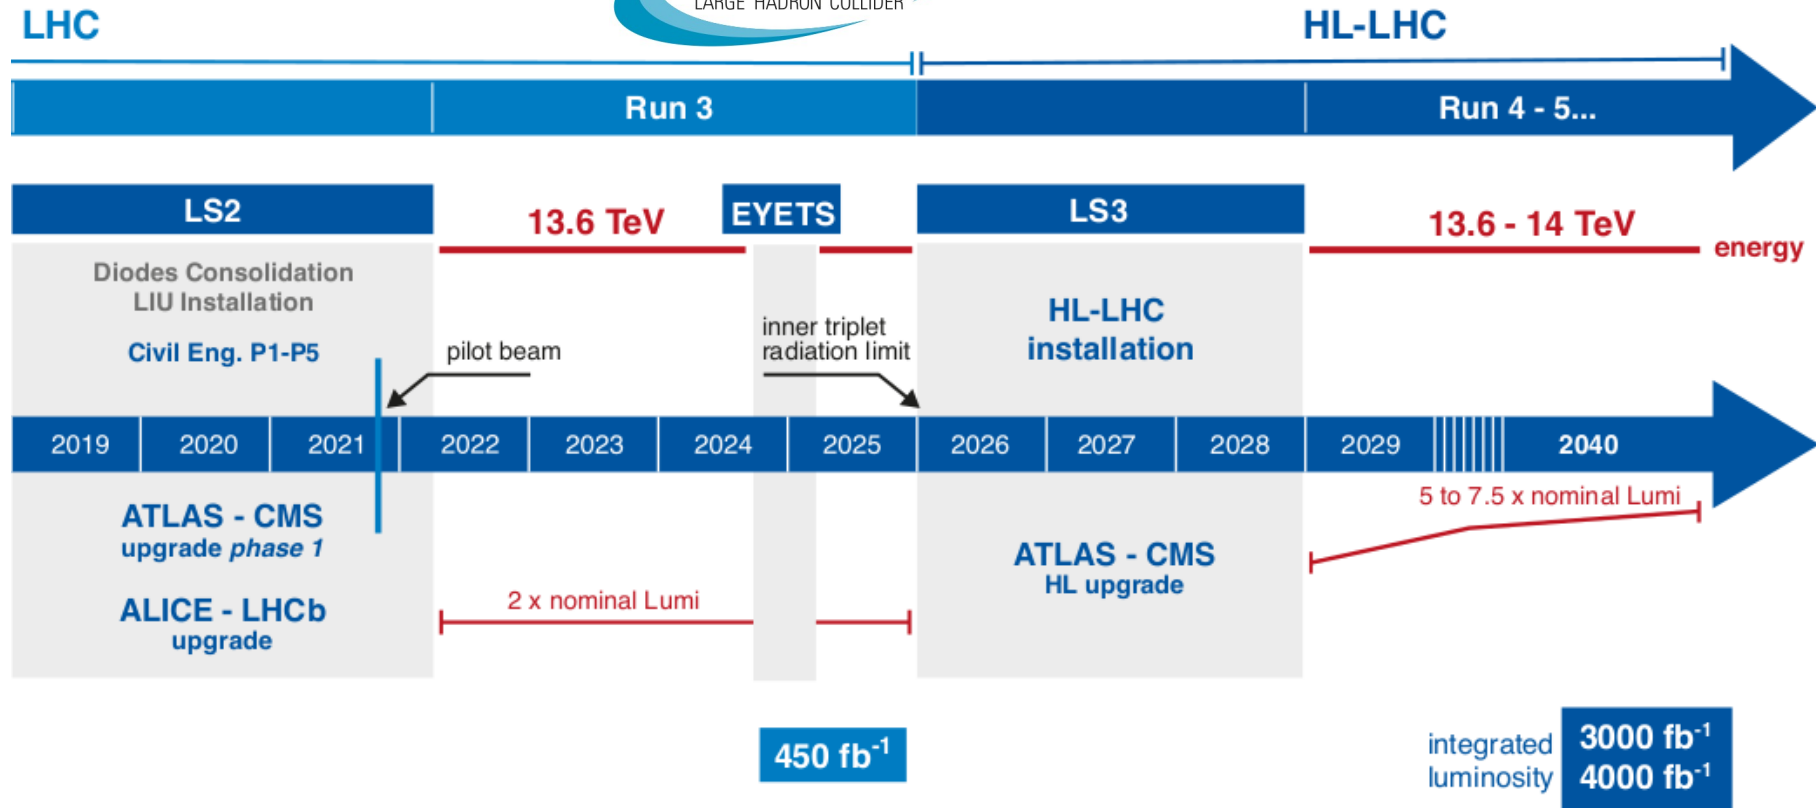 LARGE HADRON COLLIDER
LHC
HL-LHC
Run 3
Run 4 - 5...
LS2
13.6 TeV
EYETS
LS3
13.6 - 14 TeV
energy
Diodes Consolidation
LIU Installation
Civil Eng. P1-P5
pilot beam
inner triplet
radiation limit
HL-LHC
installation
2019
2020
2021
2022
2023
2024
2025
2026
2027
2028
2029
2040
5 to 7.5 x nominal Lumi
ATLAS - CMS
upgrade phase 1
ALICE - LHCb
upgrade
2 x nominal Lumi
ATLAS - CMS
HL upgrade
450 fb⁻¹
integrated
luminosity
3000 fb⁻¹
4000 fb⁻¹